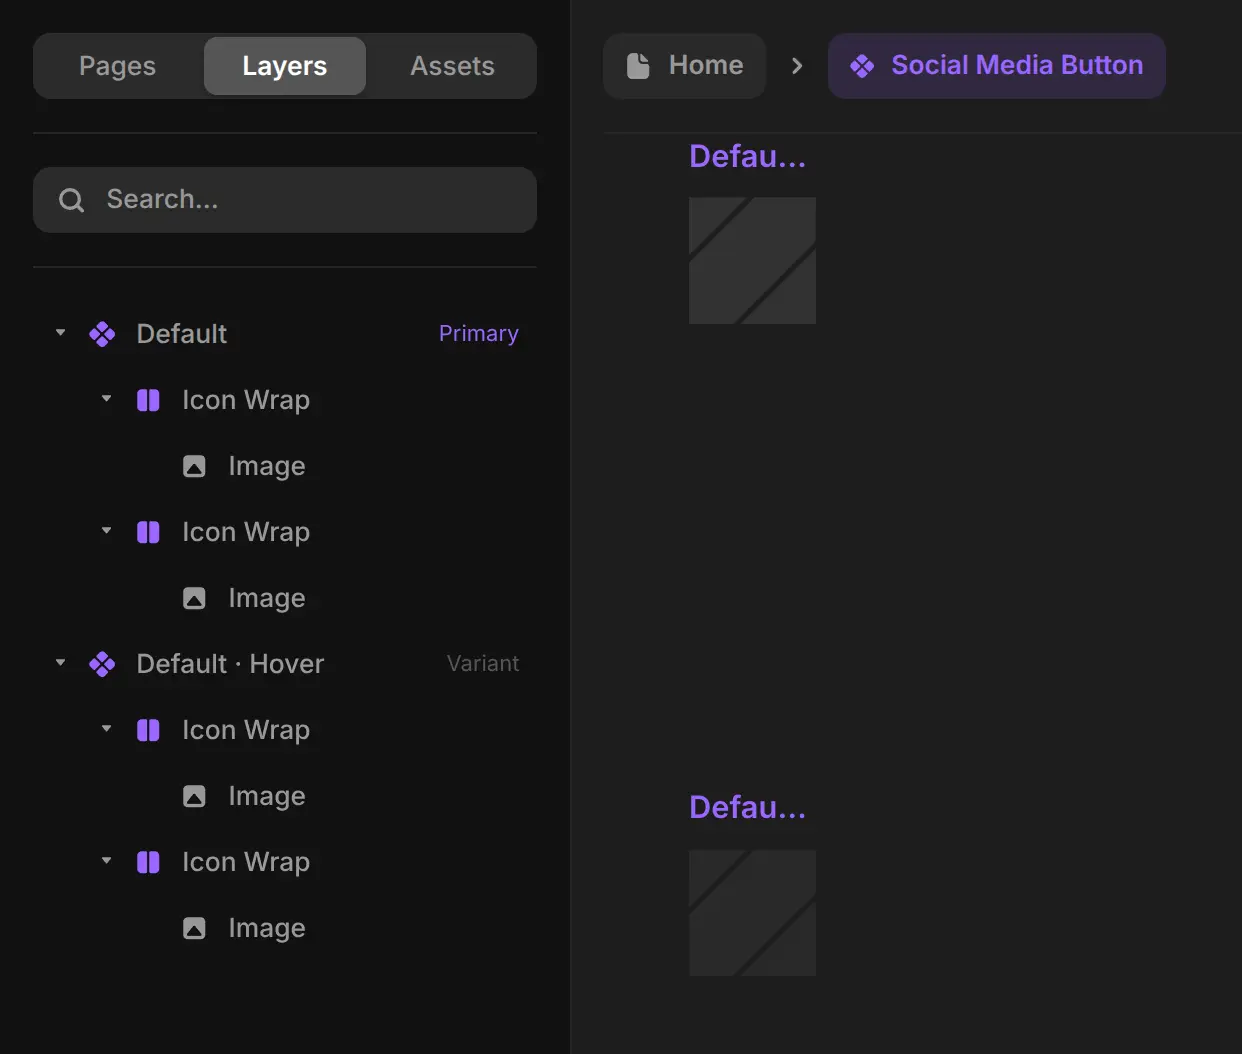 Pages Layers Assets
Search...
Default Primary
Icon Wrap
Image
Icon Wrap
Image
Default · Hover Variant
Icon Wrap
Image
Icon Wrap
Image
Home Social Media Button
Defau...
Defau...